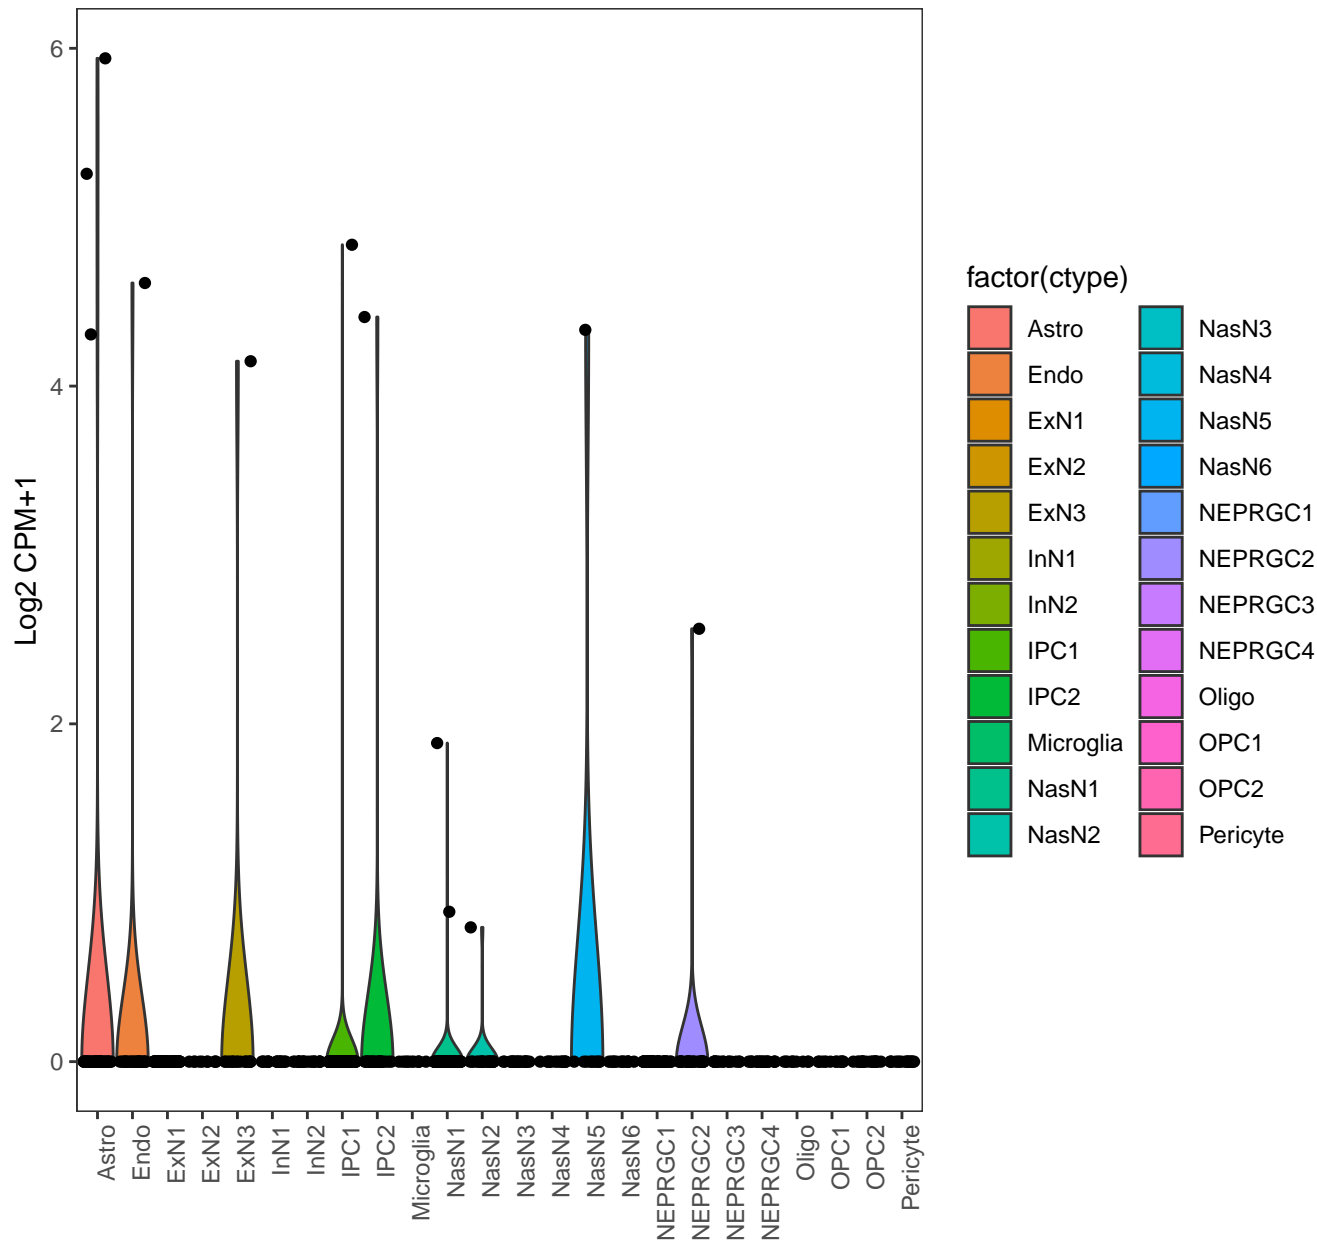 6
4
2
0
Log2 CPM+1
Astro
Endo
ExN1
ExN2
ExN3
InN1
InN2
IPC1
IPC2
Microglia
NasN1
NasN2
NasN3
NasN4
NasN5
NasN6
NEPRGC1
NEPRGC2
NEPRGC3
NEPRGC4
Oligo
OPC1
OPC2
Pericyte
factor(ctype)
Astro
Endo
ExN1
ExN2
ExN3
InN1
InN2
IPC1
IPC2
Microglia
NasN1
NasN2
NasN3
NasN4
NasN5
NasN6
NEPRGC1
NEPRGC2
NEPRGC3
NEPRGC4
Oligo
OPC1
OPC2
Pericyte